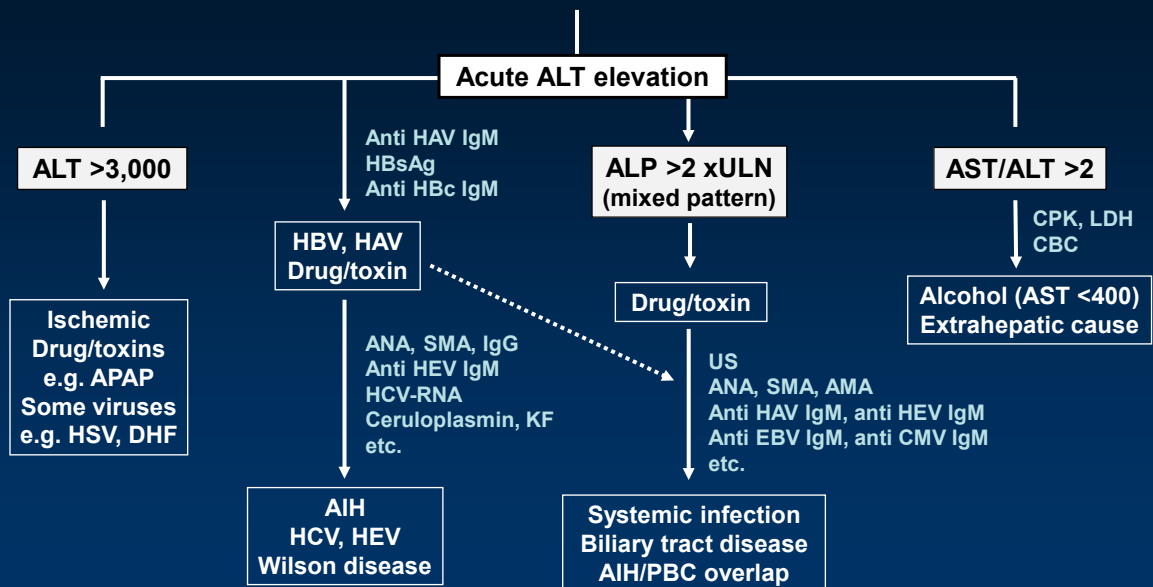 Acute ALT elevation
ALT >3,000
Ischemic
Drug/toxins
e.g. APAP
Some viruses
e.g. HSV, DHF
Anti HAV IgM
HBsAg
Anti HBc IgM
HBV, HAV
Drug/toxin
ANA, SMA, IgG
Anti HEV IgM
HCV-RNA
Ceruloplasmin, KF
etc.
AIH
HCV, HEV
Wilson disease
ALP >2 xULN
(mixed pattern)
Drug/toxin
US
ANA, SMA, AMA
Anti HAV IgM, anti HEV IgM
Anti EBV IgM, anti CMV IgM
etc.
Systemic infection
Biliary tract disease
AIH/PBC overlap
AST/ALT >2
CPK, LDH
CBC
Alcohol (AST <400)
Extrahepatic cause